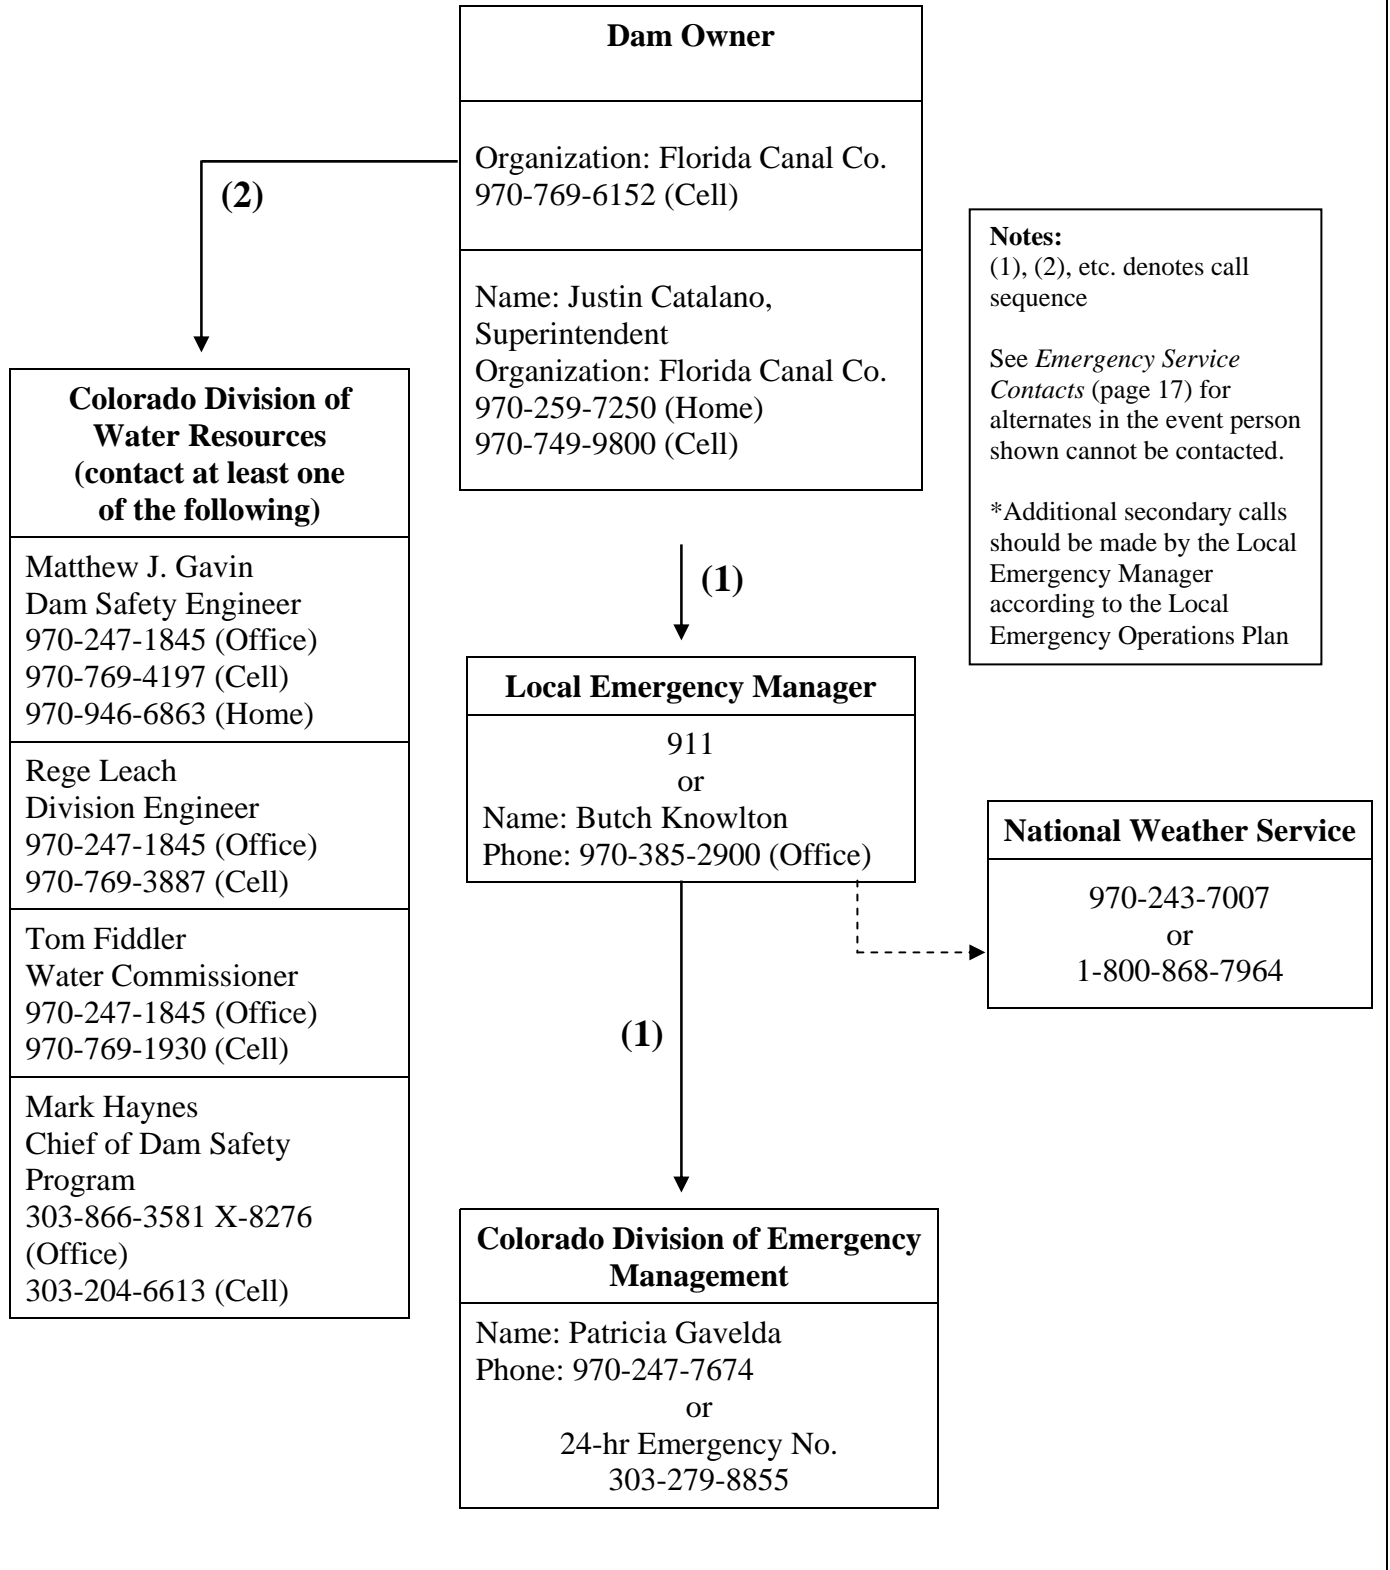 Dam Owner
Organization: Florida Canal Co.
970-769-6152 (Cell)
Name: Justin Catalano,
Superintendent
Organization: Florida Canal Co.
970-259-7250 (Home)
970-749-9800 (Cell)
(2)
Colorado Division of
Water Resources
(contact at least one
of the following)
Matthew J. Gavin
Dam Safety Engineer
970-247-1845 (Office)
970-769-4197 (Cell)
970-946-6863 (Home)
Rege Leach
Division Engineer
970-247-1845 (Office)
970-769-3887 (Cell)
Tom Fiddler
Water Commissioner
970-247-1845 (Office)
970-769-1930 (Cell)
Mark Haynes
Chief of Dam Safety
Program
303-866-3581 X-8276
(Office)
303-204-6613 (Cell)
(1)
Local Emergency Manager
911
or
Name: Butch Knowlton
Phone: 970-385-2900 (Office)
(1)
Colorado Division of Emergency
Management
Name: Patricia Gavelda
Phone: 970-247-7674
or
24-hr Emergency No.
303-279-8855
Notes:
(1), (2), etc. denotes call
sequence
See Emergency Service
Contacts (page 17) for
alternates in the event person
shown cannot be contacted.
*Additional secondary calls
should be made by the Local
Emergency Manager
according to the Local
Emergency Operations Plan
National Weather Service
970-243-7007
or
1-800-868-7964